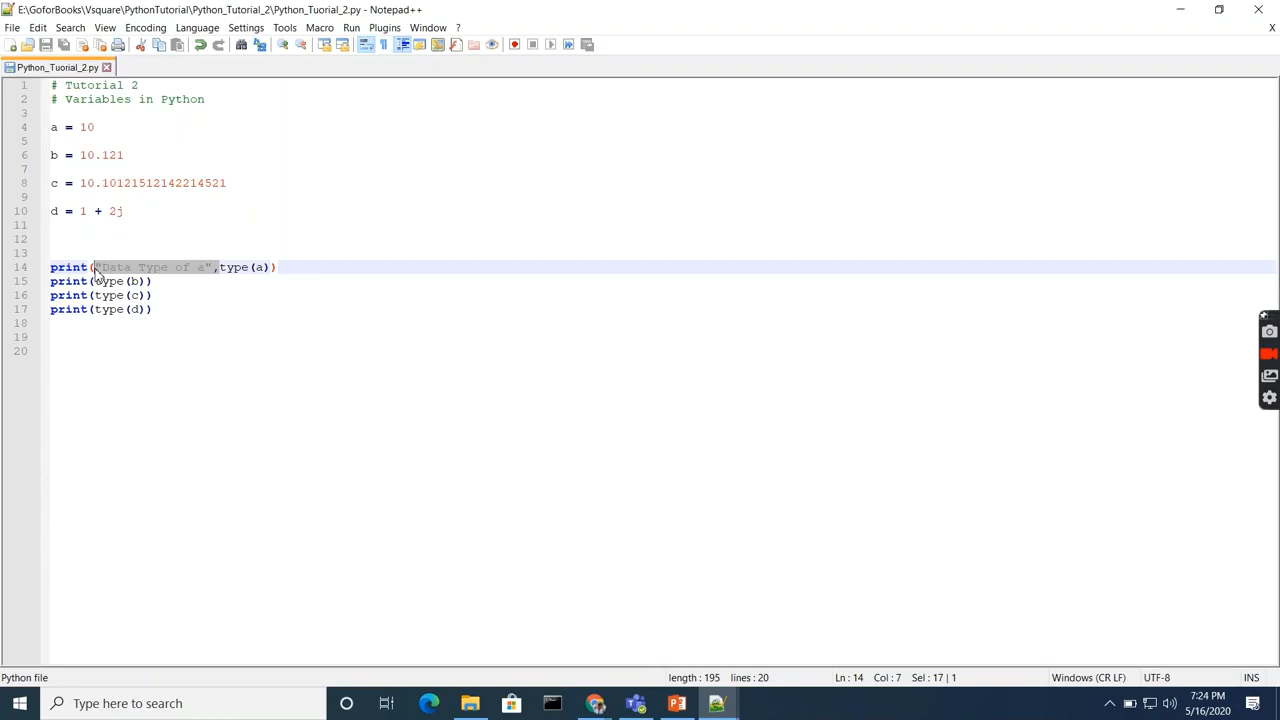 E:\GoforBooks\Vsquare\PythonTutorial\Python_Tutorial_2\Python_Tuorial_2.py - Notepad++
File Edit Search View Encoding Language Settings Tools Macro Run Plugins Window ?
X
Python_Tuorial_2.py
1 # Tutorial 2
2 # Variables in Python
3
4 a = 10
5
6 b = 10.121
7
8 c = 10.10121512142214521
9
10 d = 1 + 2j
11
12
13
14 print("Data Type of a",type(a))
15 print(type(b))
16 print(type(c))
17 print(type(d))
18
19
20
Python file length : 195 lines : 20 Ln : 14 Col : 7 Sel : 17 | 1 Windows (CR LF) UTF-8 INS
Type here to search
7:24 PM
5/16/2020